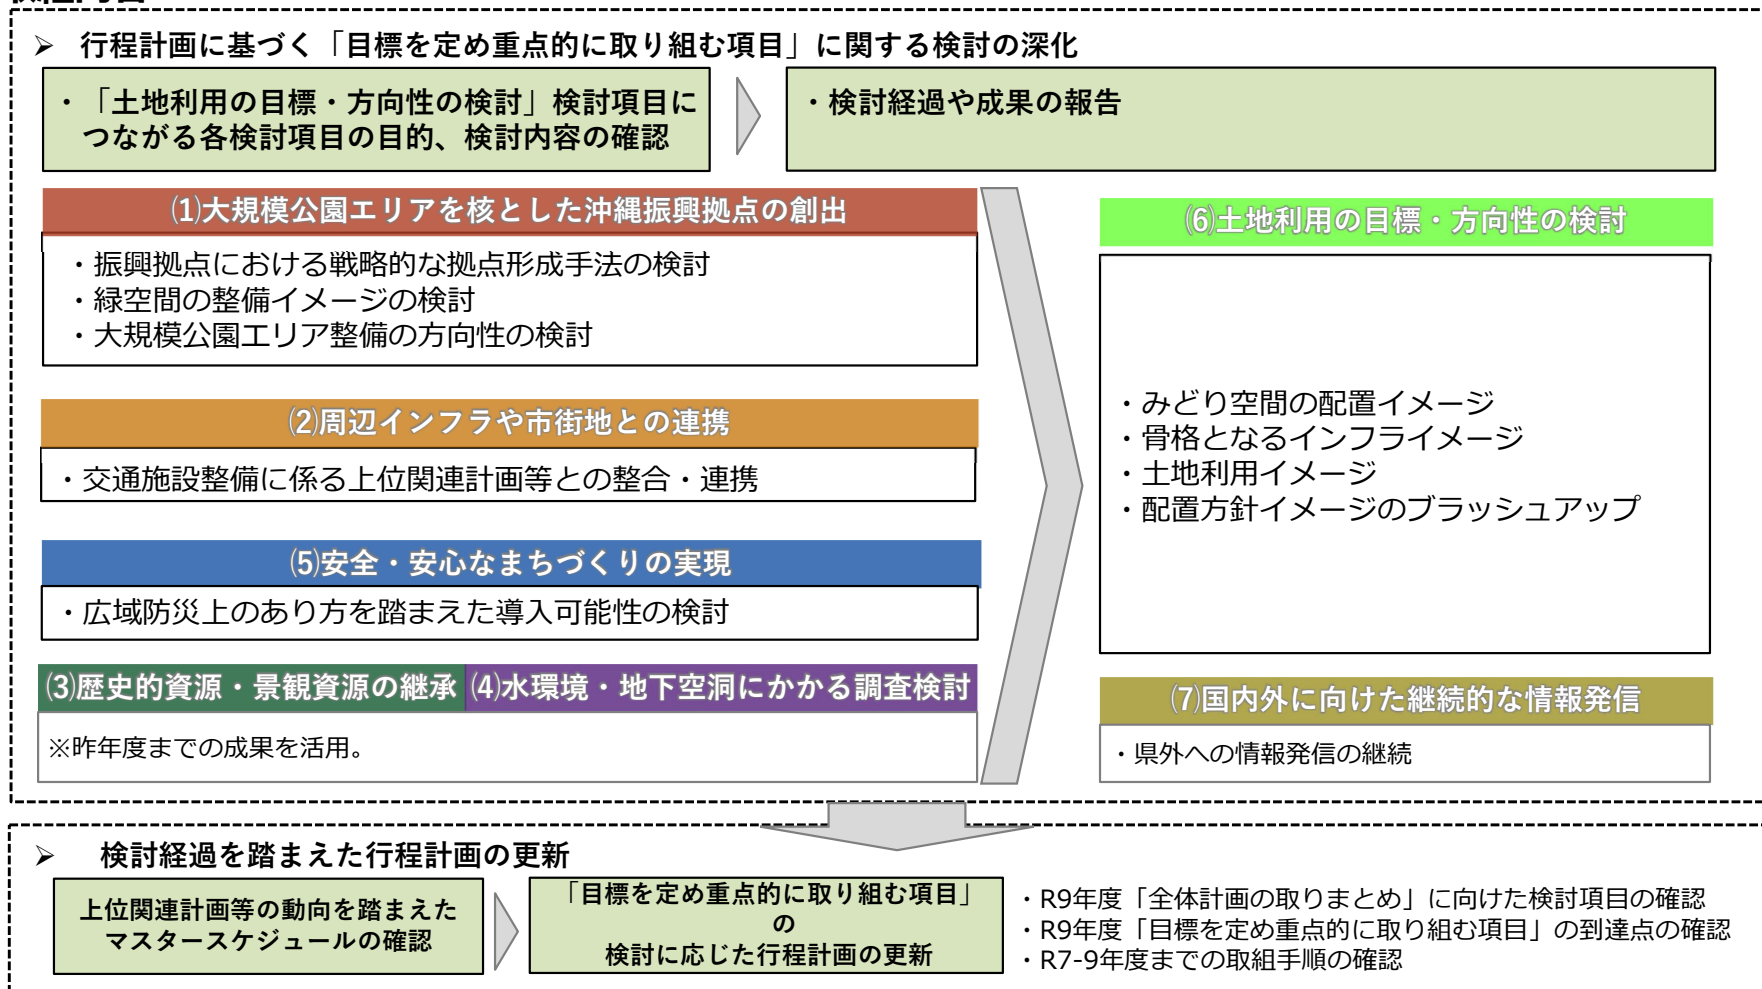 ➢ 行程計画に基づく「目標を定め重点的に取り組む項目」に関する検討の深化
・「土地利用の目標・方向性の検討」検討項目に
つながる各検討項目の目的、検討内容の確認
・検討経過や成果の報告
⑴大規模公園エリアを核とした沖縄振興拠点の創出
・振興拠点における戦略的な拠点形成手法の検討
・緑空間の整備イメージの検討
・大規模公園エリア整備の方向性の検討
⑵周辺インフラや市街地との連携
・交通施設整備に係る上位関連計画等との整合・連携
⑸安全・安心なまちづくりの実現
・広域防災上のあり方を踏まえた導入可能性の検討
⑶歴史的資源・景観資源の継承
⑷水環境・地下空洞にかかる調査検討
※昨年度までの成果を活用。
⑹土地利用の目標・方向性の検討
・みどり空間の配置イメージ
・骨格となるインフライメージ
・土地利用イメージ
・配置方針イメージのブラッシュアップ
⑺国内外に向けた継続的な情報発信
・県外への情報発信の継続
➢ 検討経過を踏まえた行程計画の更新
上位関連計画等の動向を踏まえた
マスタースケジュールの確認
「目標を定め重点的に取り組む項目」
の
検討に応じた行程計画の更新
・R9年度「全体計画の取りまとめ」に向けた検討項目の確認
・R9年度「目標を定め重点的に取り組む項目」の到達点の確認
・R7-9年度までの取組手順の確認